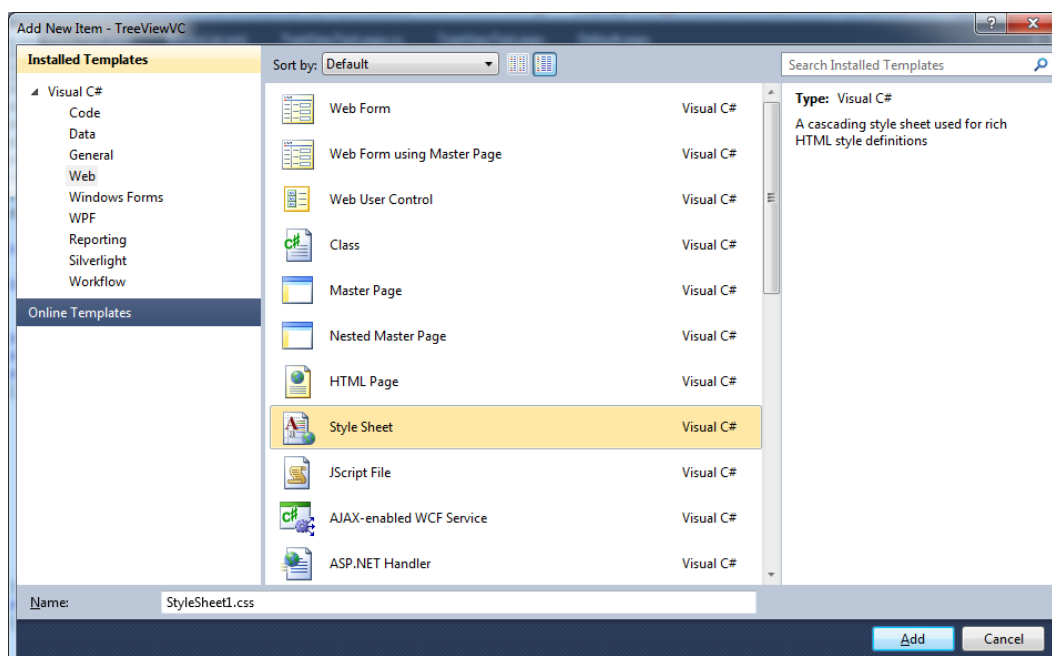 Add New Item - TreeViewVC
Installed Templates
Sort by: Default
Search Installed Templates
Visual C#
Code
Data
General
Web
Windows Forms
WPF
Reporting
Silverlight
Workflow
Online Templates
Web Form Visual C#
Web Form using Master Page Visual C#
Web User Control Visual C#
Class Visual C#
Master Page Visual C#
Nested Master Page Visual C#
HTML Page Visual C#
Style Sheet Visual C#
JScript File Visual C#
AJAX-enabled WCF Service Visual C#
ASP.NET Handler Visual C#
Type: Visual C#
A cascading style sheet used for rich
HTML style definitions
Name: StyleSheet1.css
Add Cancel